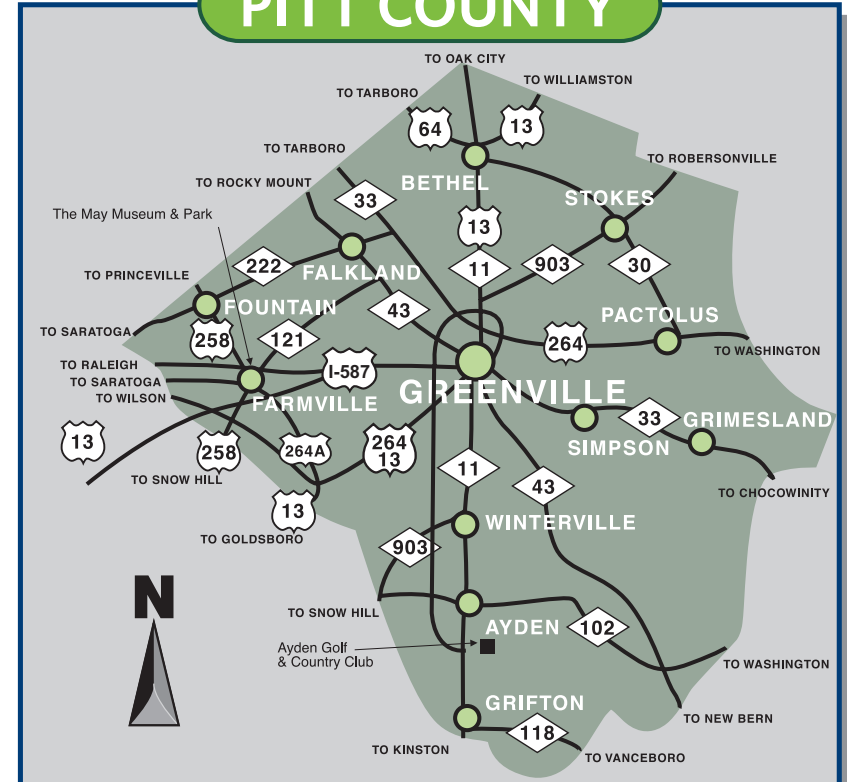 PITT COUNTY
TO OAK CITY
TO WILLIAMSTON
TO TARBORO
64
13
TO TARBORO
BETHEL
TO ROBERSONVILLE
TO ROCKY MOUNT
33
STOKES
The May Museum & Park
13
222
FALKLAND
11
903
30
TO PRINCEVILLE
FOUNTAIN
43
PACTOLUS
TO SARATOGA
258
121
264
TO WASHINGTON
TO RALEIGH
I-587
TO SARATOGA
GREENVILLE
TO WILSON
FARMVILLE
33
GRIMESLAND
13
258
264A
264
13
SIMPSON
11
TO SNOW HILL
43
TO CHOCOWINITY
13
WINTERVILLE
TO GOLDSBORO
903
N
TO SNOW HILL
AYDEN
102
Ayden Golf
& Country Club
TO WASHINGTON
GRIFTON
TO NEW BERN
118
TO KINSTON
TO VANCEBORO